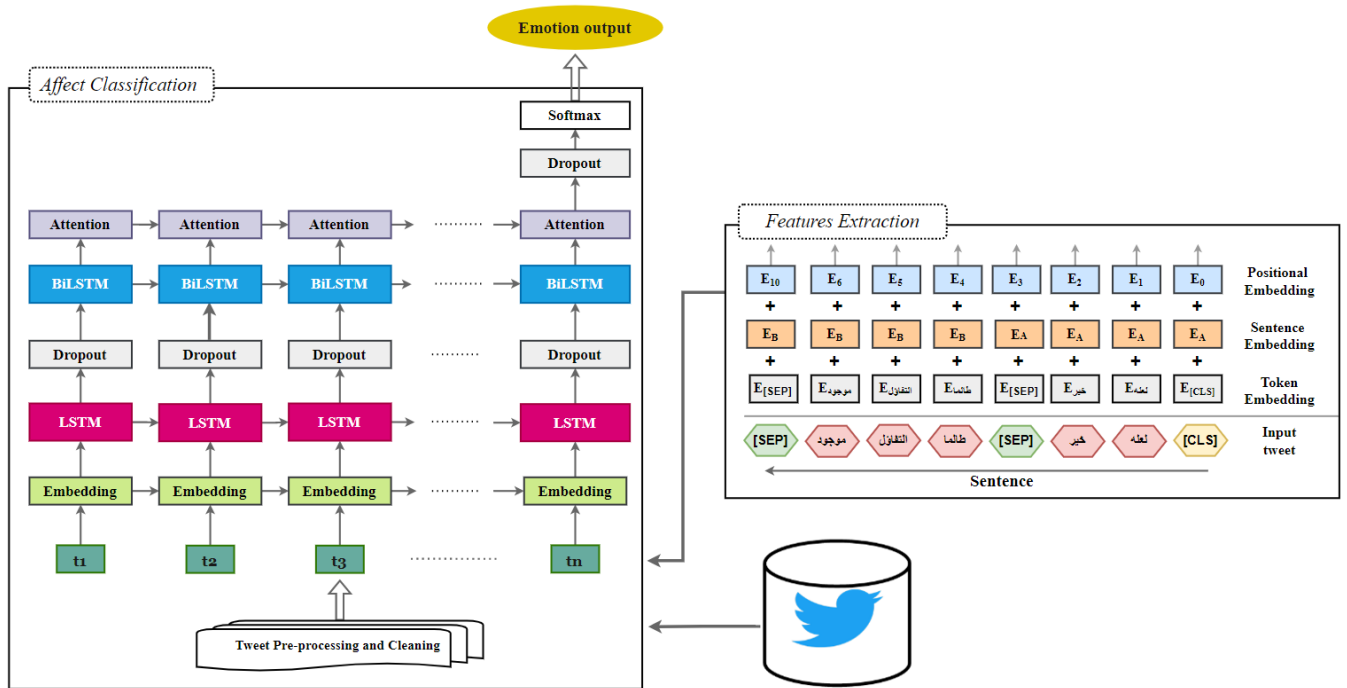 Emotion output
Affect Classification
Softmax
Dropout
Attention Attention Attention ......... Attention
BiLSTM BiLSTM BiLSTM ......... BiLSTM
Dropout Dropout Dropout ......... Dropout
LSTM LSTM LSTM ......... LSTM
Embedding Embedding Embedding ......... Embedding
t1 t2 t3 ............... tn
Tweet Pre-processing and Cleaning
Features Extraction
E10 E6 E5 E4 E3 E2 E1 E0 Positional Embedding
+ + + + + + + +
EB EB EB EB EA EA EA EA Sentence Embedding
+ + + + + + + +
E[SEP] Eموجود Eالتفاؤل Eطالما E[SEP] Eخير Eلعله E[CLS] Token Embedding
[SEP] موجود التفاؤل طالما [SEP] خير لعله [CLS] Input tweet
Sentence